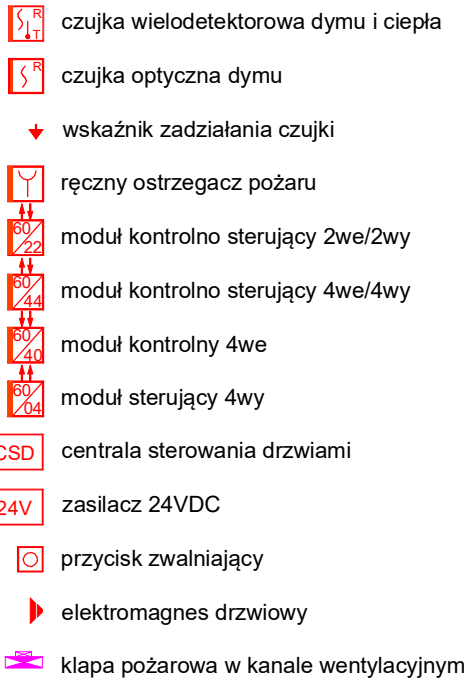 R
T
czujka wielodetektorowa dymu i ciepła
R
czujka optyczna dymu
wskaźnik zadziałania czujki
ręczny ostrzegacz pożaru
60
22
moduł kontrolno sterujący 2we/2wy
60
44
moduł kontrolno sterujący 4we/4wy
60
40
moduł kontrolny 4we
60
04
moduł sterujący 4wy
CSD
centrala sterowania drzwiami
24V
zasilacz 24VDC
przycisk zwalniający
elektromagnes drzwiowy
klapa pożarowa w kanale wentylacyjnym